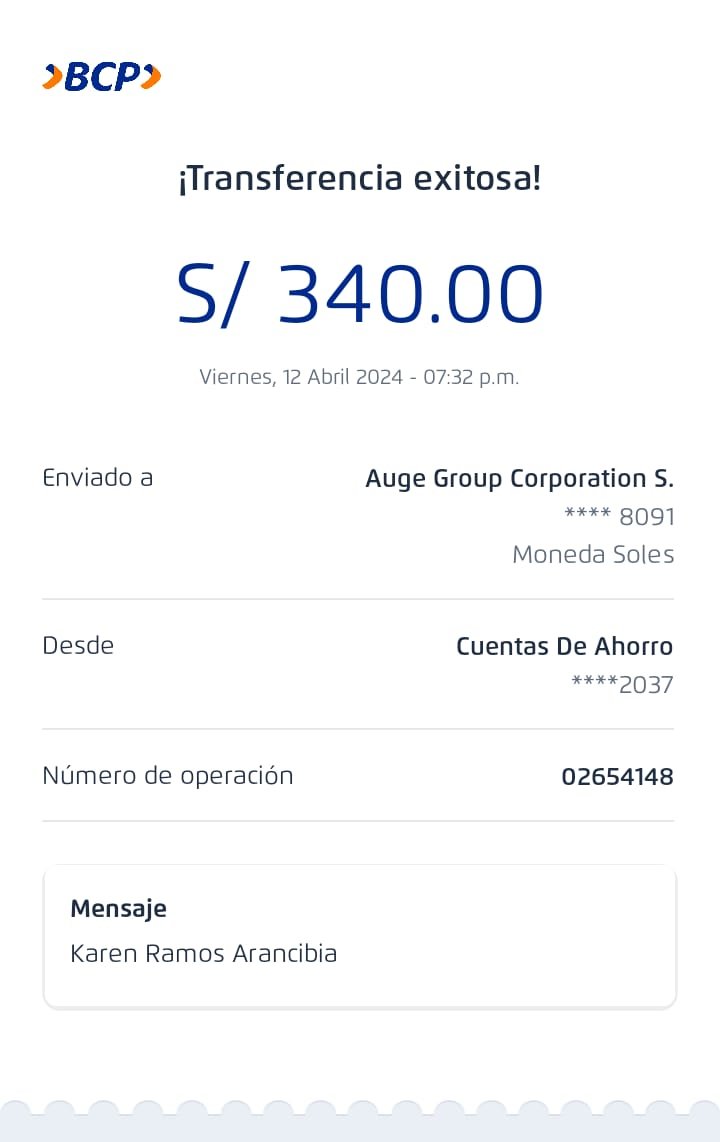 BCP
¡Transferencia exitosa!
S/ 340.00
Viernes, 12 Abril 2024 - 07:32 p.m.
Enviado a
Auge Group Corporation S.
**** 8091
Moneda Soles
Desde
Cuentas De Ahorro
****2037
Número de operación
02654148
Mensaje
Karen Ramos Arancibia